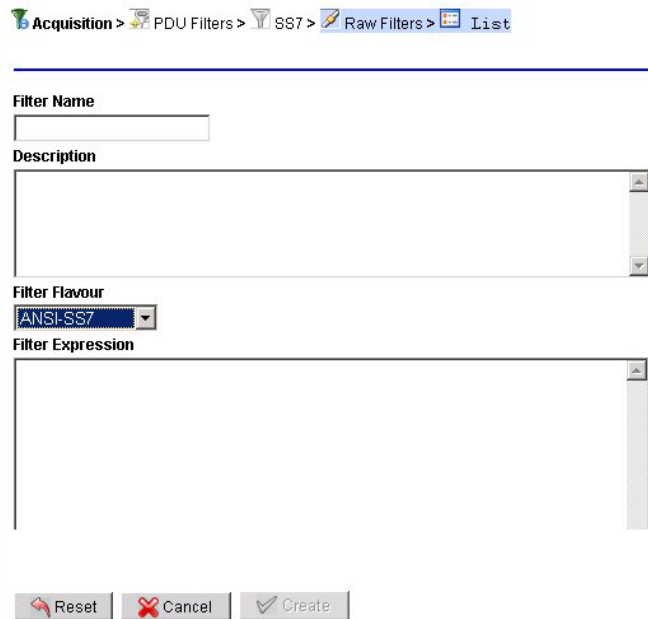 Acquisition > PDU Filters > SS7 > Raw Filters > List
Filter Name
Description
Filter Flavour
ANSI-SS7
Filter Expression
Reset Cancel Create